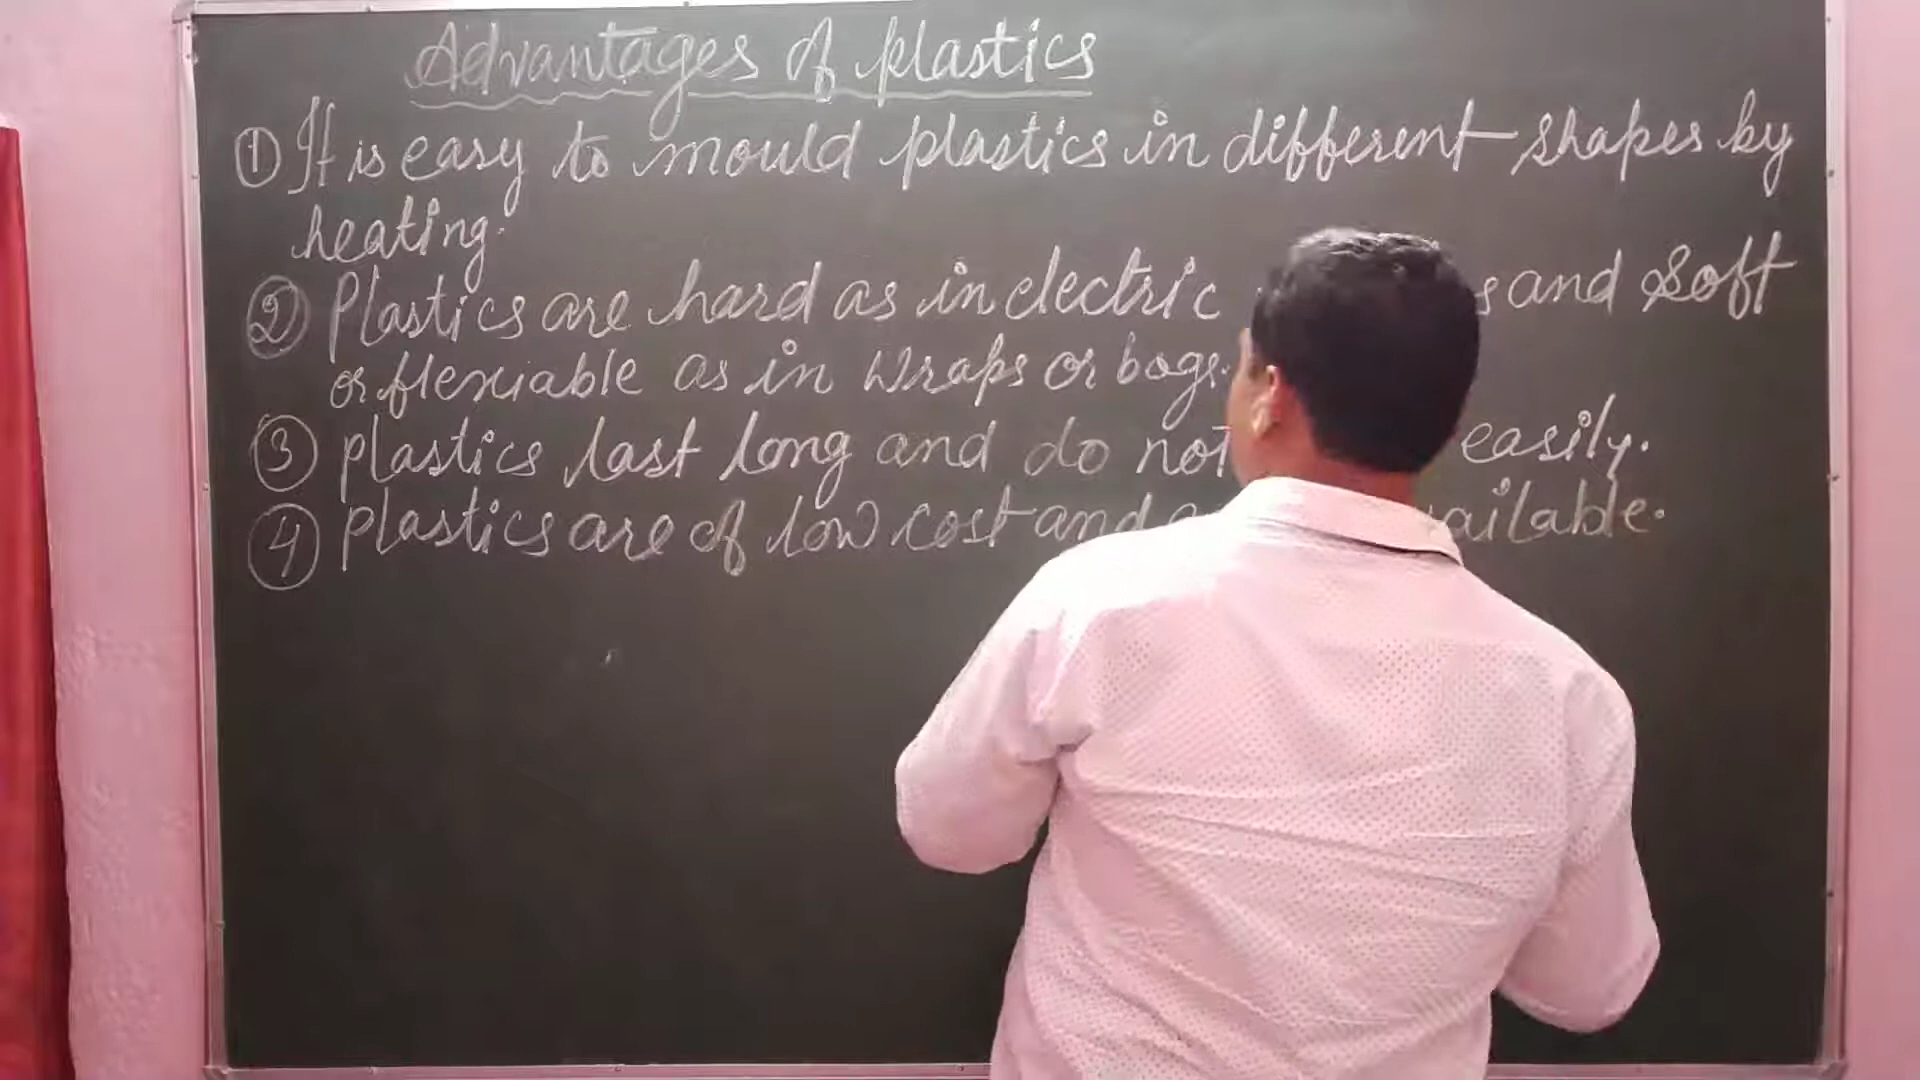 Advantages of plastics
① It is easy to mould plastics in different shapes by
heating.
② Plastics are hard as in electric and soft
or flexiable as in wraps or bags.
③ plastics last long and do not easily.
④ plastics are of low cost and